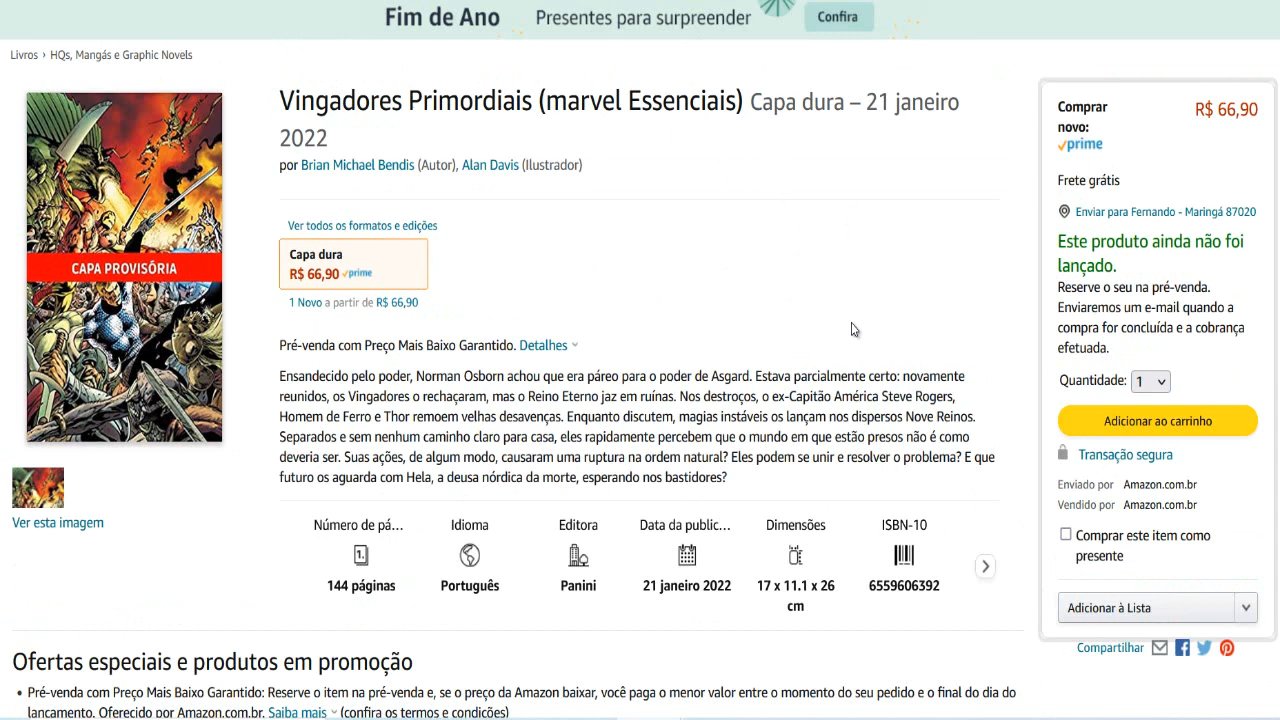 Fim de Ano Presentes para surpreender Confira
Livros › HQs, Mangás e Graphic Novels
CAPA PROVISÓRIA
Ver esta imagem
Vingadores Primordiais (marvel Essenciais) Capa dura – 21 janeiro
2022
por Brian Michael Bendis (Autor), Alan Davis (Ilustrador)
Ver todos os formatos e edições
Capa dura
R$ 66,90 prime
1 Novo a partir de R$ 66,90
Pré-venda com Preço Mais Baixo Garantido. Detalhes
Ensandecido pelo poder, Norman Osborn achou que era páreo para o poder de Asgard. Estava parcialmente certo: novamente
reunidos, os Vingadores o rechaçaram, mas o Reino Eterno jaz em ruínas. Nos destroços, o ex-Capitão América Steve Rogers,
Homem de Ferro e Thor remoem velhas desavenças. Enquanto discutem, magias instáveis os lançam nos dispersos Nove Reinos.
Separados e sem nenhum caminho claro para casa, eles rapidamente percebem que o mundo em que estão presos não é como
deveria ser. Suas ações, de algum modo, causaram uma ruptura na ordem natural? Eles podem se unir e resolver o problema? E que
futuro os aguarda com Hela, a deusa nórdica da morte, esperando nos bastidores?
Número de pá... Idioma Editora Data da public... Dimensões ISBN-10
1.
144 páginas Português Panini 21 janeiro 2022 17 x 11.1 x 26 6559606392
cm
Comprar R$ 66,90
novo:
prime
Frete grátis
Enviar para Fernando - Maringá 87020
Este produto ainda não foi
lançado.
Reserve o seu na pré-venda.
Enviaremos um e-mail quando a
compra for concluída e a cobrança
efetuada.
Quantidade: 1
Adicionar ao carrinho
Transação segura
Enviado por Amazon.com.br
Vendido por Amazon.com.br
Comprar este item como
presente
Adicionar à Lista
Compartilhar
Ofertas especiais e produtos em promoção
• Pré-venda com Preço Mais Baixo Garantido: Reserve o item na pré-venda e, se o preço da Amazon baixar, você paga o menor valor entre o momento do seu pedido e o final do dia do
lançamento. Oferecido por Amazon.com.br. Saiba mais (confira os termos e condições)